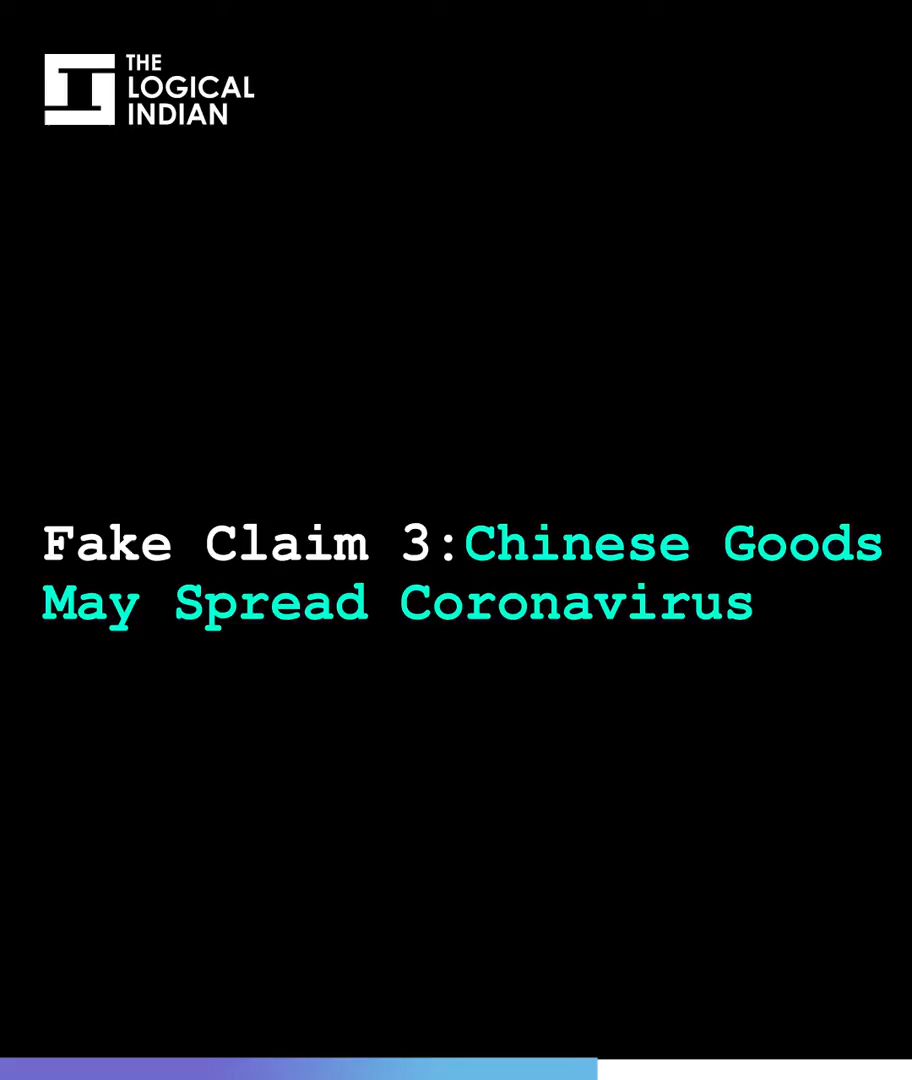 THE
LOGICAL
INDIAN
Fake Claim 3:Chinese Goods
May Spread Coronavirus